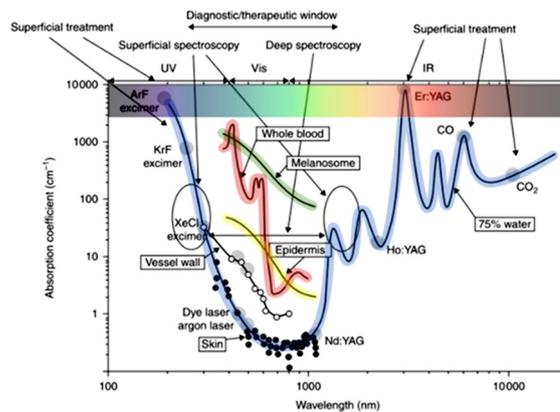 Diagnostic/therapeutic window
Superficial treatment
Superficial treatment
Superficial spectroscopy
Deep spectroscopy
UV
Vis
IR
10000
ArF
excimer
Er:YAG
Whole blood
CO
1000
KrF
excimer
Melanosome
CO₂
100
XeCl
excimer
75% water
Epidermis
Ho:YAG
Vessel wall
10
Dye laser
argon laser
1
Skin
Nd:YAG
Absorption coefficient (cm⁻¹)
100
1000
10000
Wavelength (nm)